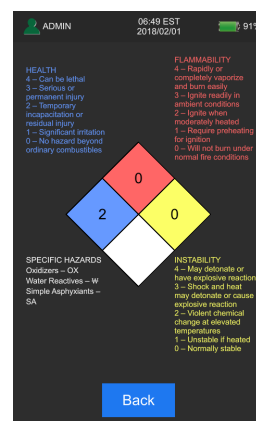 ADMIN
06:49 EST
2018/02/01
91%
HEALTH
4 – Can be lethal
3 – Serious or
permanent injury
2 – Temporary
incapacitation or
residual injury
1 – Significant irritation
0 – No hazard beyond
ordinary combustibles
FLAMMABILITY
4 – Rapidly or
completely vaporize
and burn easily
3 – Ignite readily in
ambient conditions
2 – Ignite when
moderately heated
1 – Require preheating
for ignition
0 – Will not burn under
normal fire conditions
0
2
0
SPECIFIC HAZARDS
Oxidizers – OX
Water Reactives – W̶
Simple Asphyxiants –
SA
INSTABILITY
4 – May detonate or
have explosive reaction
3 – Shock and heat
may detonate or cause
explosive reaction
2 – Violent chemical
change at elevated
temperatures
1 – Unstable if heated
0 – Normally stable
Back